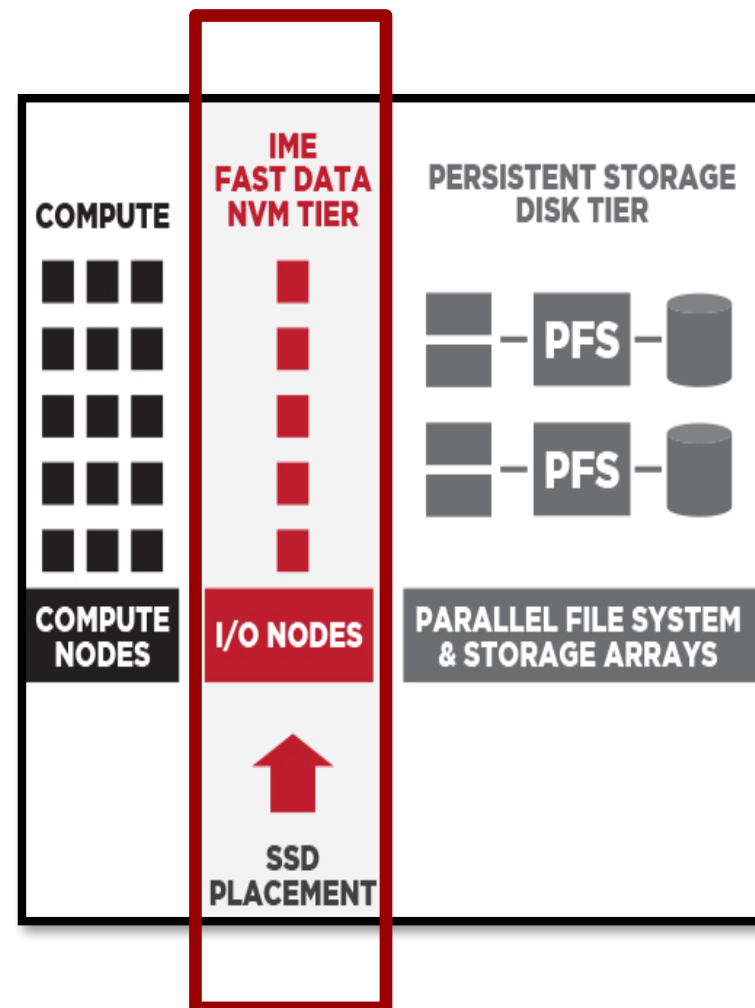 COMPUTE
IME
FAST DATA
NVM TIER
PERSISTENT STORAGE
DISK TIER
PFS
PFS
COMPUTE
NODES
I/O NODES
PARALLEL FILE SYSTEM
& STORAGE ARRAYS
SSD
PLACEMENT